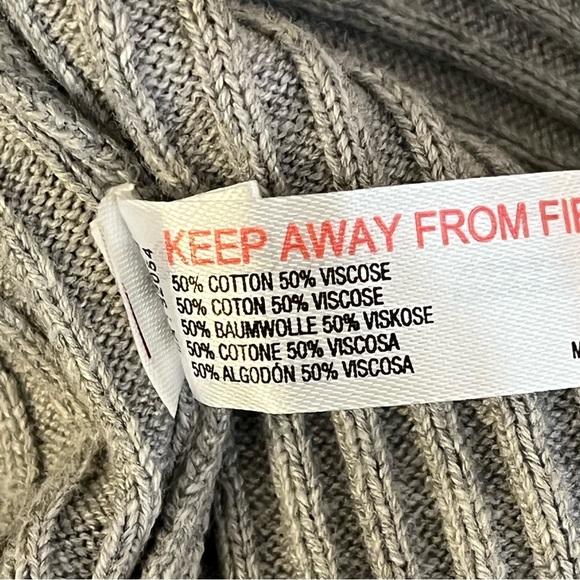 KEEP AWAY FROM FI
50% COTTON 50% VISCOSE
50% COTON 50% VISCOSE
50% BAUMWOLLE 50% VISKOSE
50% COTONE 50% VISCOSA
50% ALGODÓN 50% VISCOSA
M